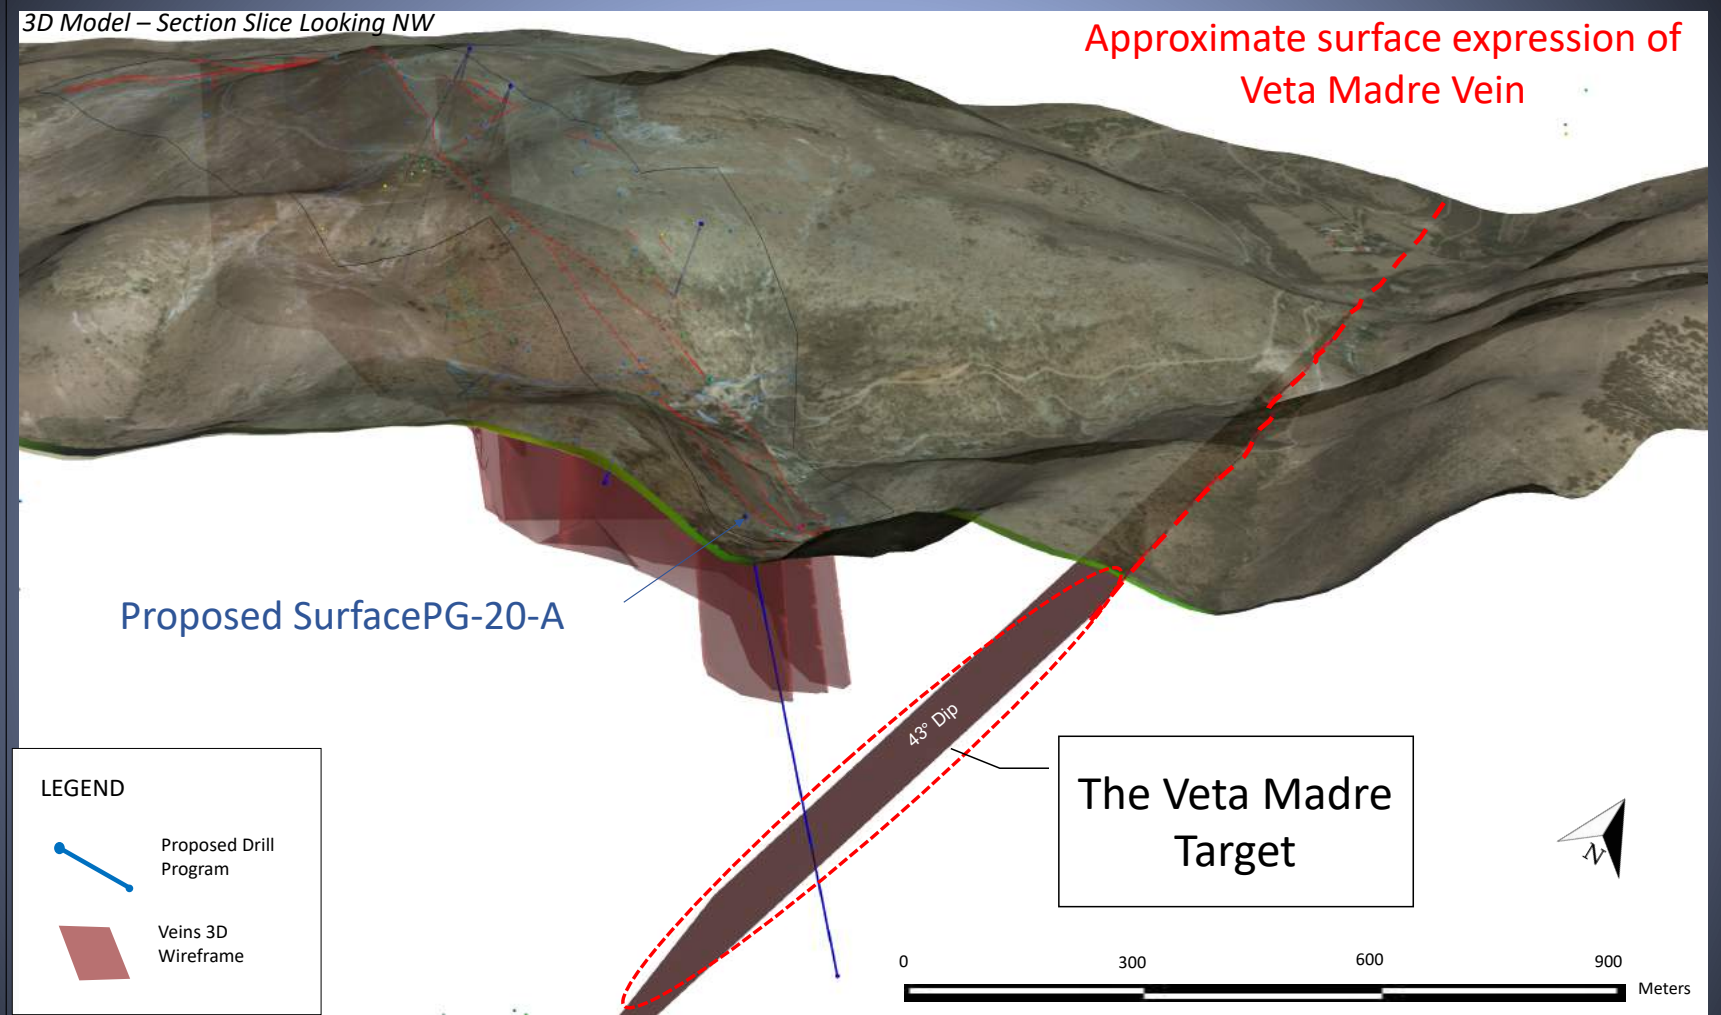 3D Model – Section Slice Looking NW
Approximate surface expression of
Veta Madre Vein
Proposed SurfacePG-20-A
43° Dip
The Veta Madre
Target
LEGEND
Proposed Drill
Program
Veins 3D
Wireframe
N
0 300 600 900
Meters